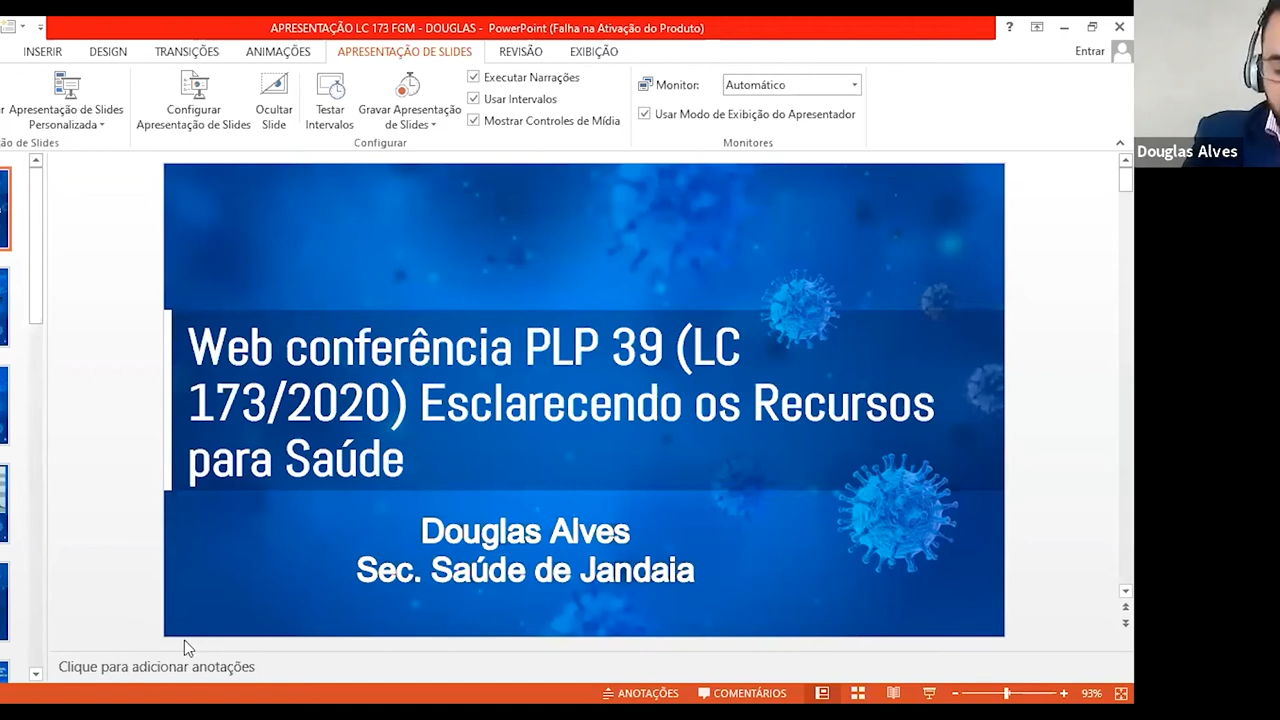 APRESENTAÇÃO LC 173 FGM - DOUGLAS - PowerPoint (Falha na Ativação do Produto)
INSERIR DESIGN TRANSIÇÕES ANIMAÇÕES APRESENTAÇÃO DE SLIDES REVISÃO EXIBIÇÃO Entrar
Apresentação de Slides
Personalizada
Configurar
Apresentação de Slides
Ocultar
Slide
Testar
Intervalos
Gravar Apresentação
de Slides
Executar Narrações
Usar Intervalos
Mostrar Controles de Mídia
Monitor: Automático
Usar Modo de Exibição do Apresentador
ão de Slides Configurar Monitores
Douglas Alves
Web conferência PLP 39 (LC
173/2020) Esclarecendo os Recursos
para Saúde
Douglas Alves
Sec. Saúde de Jandaia
Clique para adicionar anotações
ANOTAÇÕES COMENTÁRIOS 93%